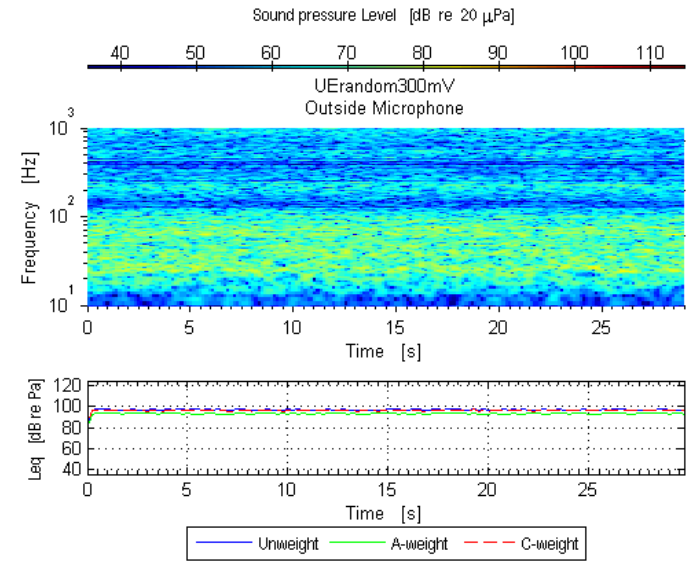 Sound pressure Level [dB re 20 µPa]
40 50 60 70 80 90 100 110
UErandom300mV
Outside Microphone
10 3
10 2
10 1
Frequency [Hz]
0 5 10 15 20 25
Time [s]
120
100
80
60
40
Leq [dB re Pa]
0 5 10 15 20 25
Time [s]
Unweight A-weight C-weight